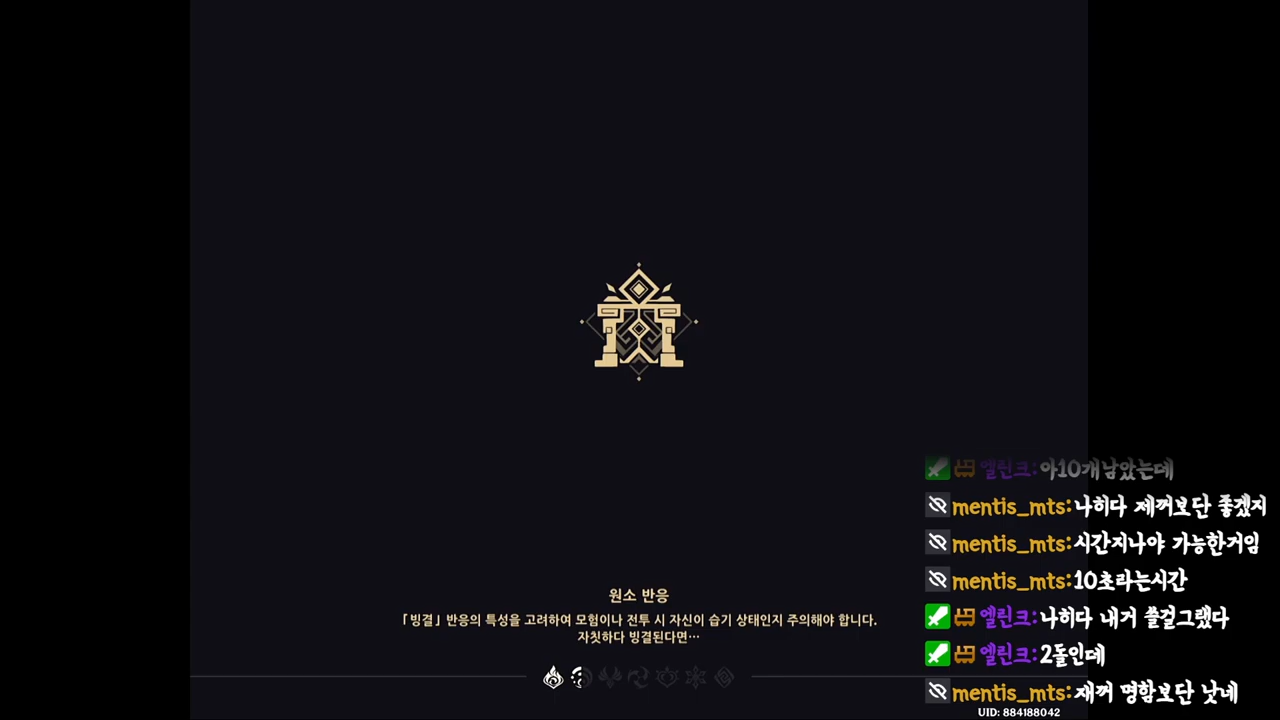 엘린크:아10개남았는데
mentis_mts:나히다 제꺼보단 좋겠지
mentis_mts:시간지나야 가능한거임
mentis_mts:10초라는시간
엘린크:나히다 내거 쓸걸그랬다
엘린크:2돌인데
mentis_mts:재꺼 명함보단 낫네
원소 반응
「빙결」 반응의 특성을 고려하여 모험이나 전투 시 자신이 습기 상태인지 주의해야 합니다.
자칫하다 빙결된다면…
UID: 884188042